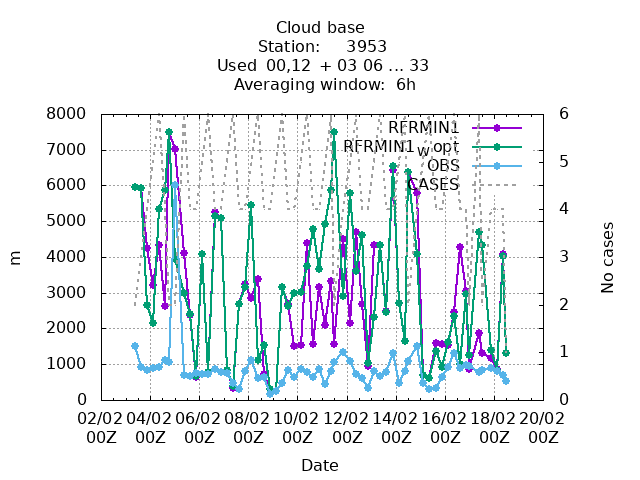 Cloud base
Station:     3953
Used  00,12  + 03 06 ... 33
Averaging window:  6h
8000
7000
6000
5000
4000
3000
2000
1000
0
m
6
5
4
3
2
1
0
No cases
RFRMIN1
RFRMIN1_w opt
OBS
CASES
02/02 04/02 06/02 08/02 10/02 12/02 14/02 16/02 18/02 20/02
00Z 00Z 00Z 00Z 00Z 00Z 00Z 00Z 00Z 00Z
Date